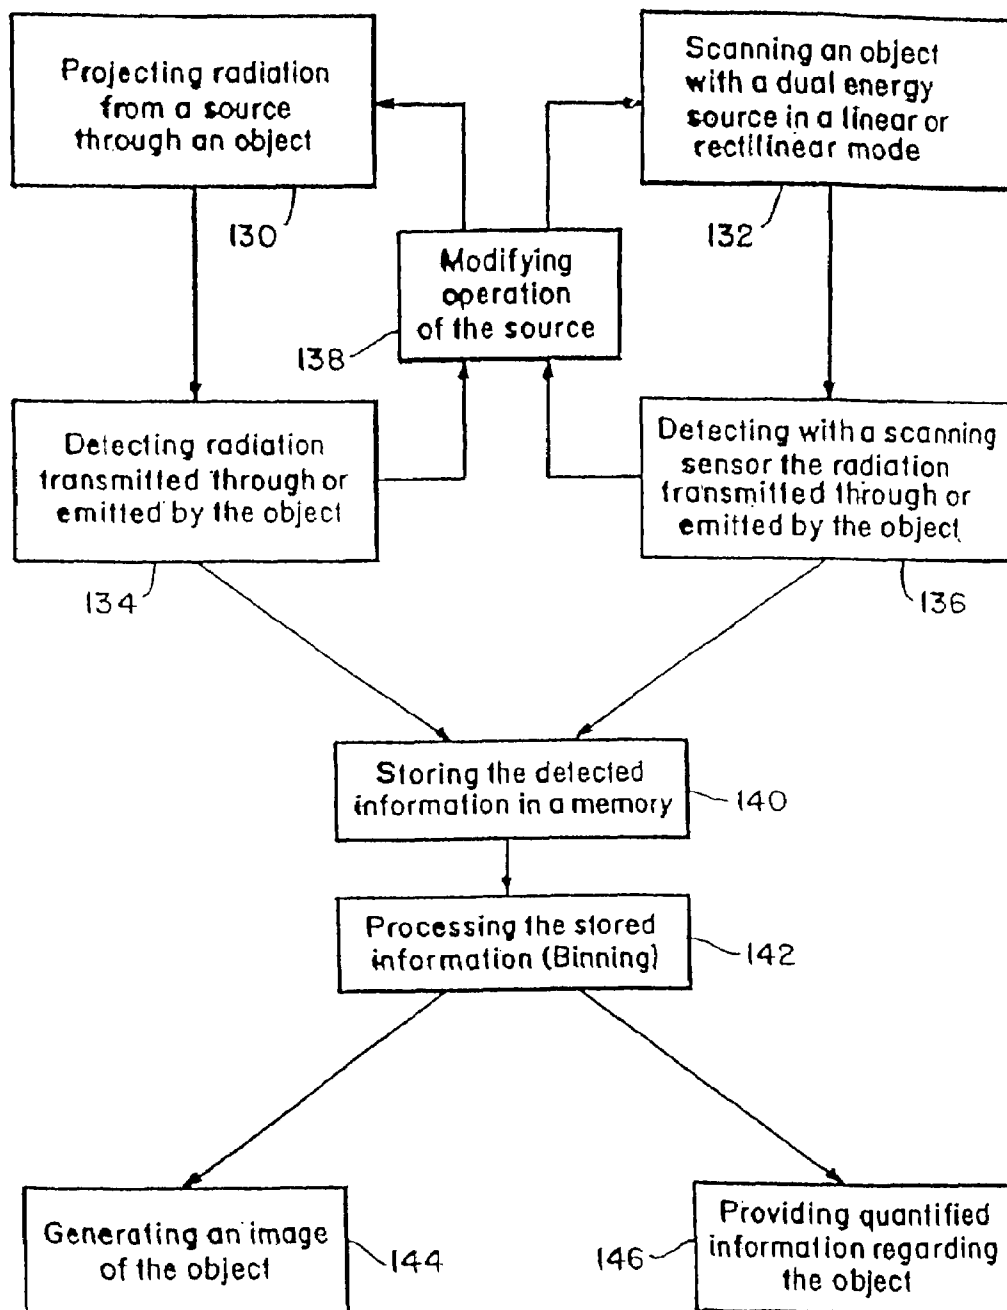 Projecting radiation
from a source
through an object
130
Scanning an object
with a dual energy
source in a linear or
rectilinear mode
132
Modifying
operation
of the source
138
Detecting radiation
transmitted through or
emitted by the object
134
Detecting with a scanning
sensor the radiation
transmitted through or
emitted by the object
136
Storing the detected
information in a memory
140
Processing the stored
information (Binning)
142
Generating an image
of the object
144
Providing quantified
information regarding
the object
146